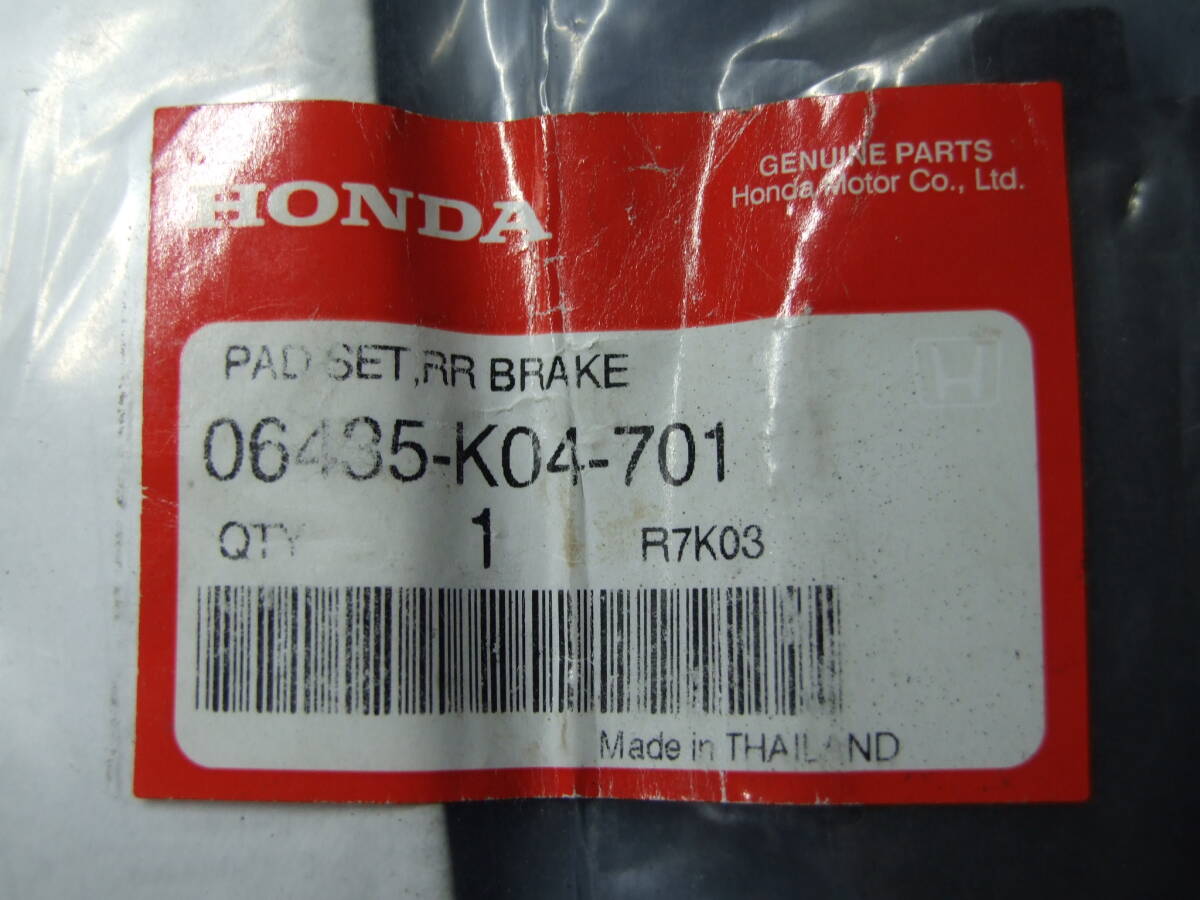 HONDA
GENUINE PARTS
Honda Motor Co., Ltd.
PAD SET,RR BRAKE
06435-K04-701
QTY 1 R7K03
Made in THAILAND